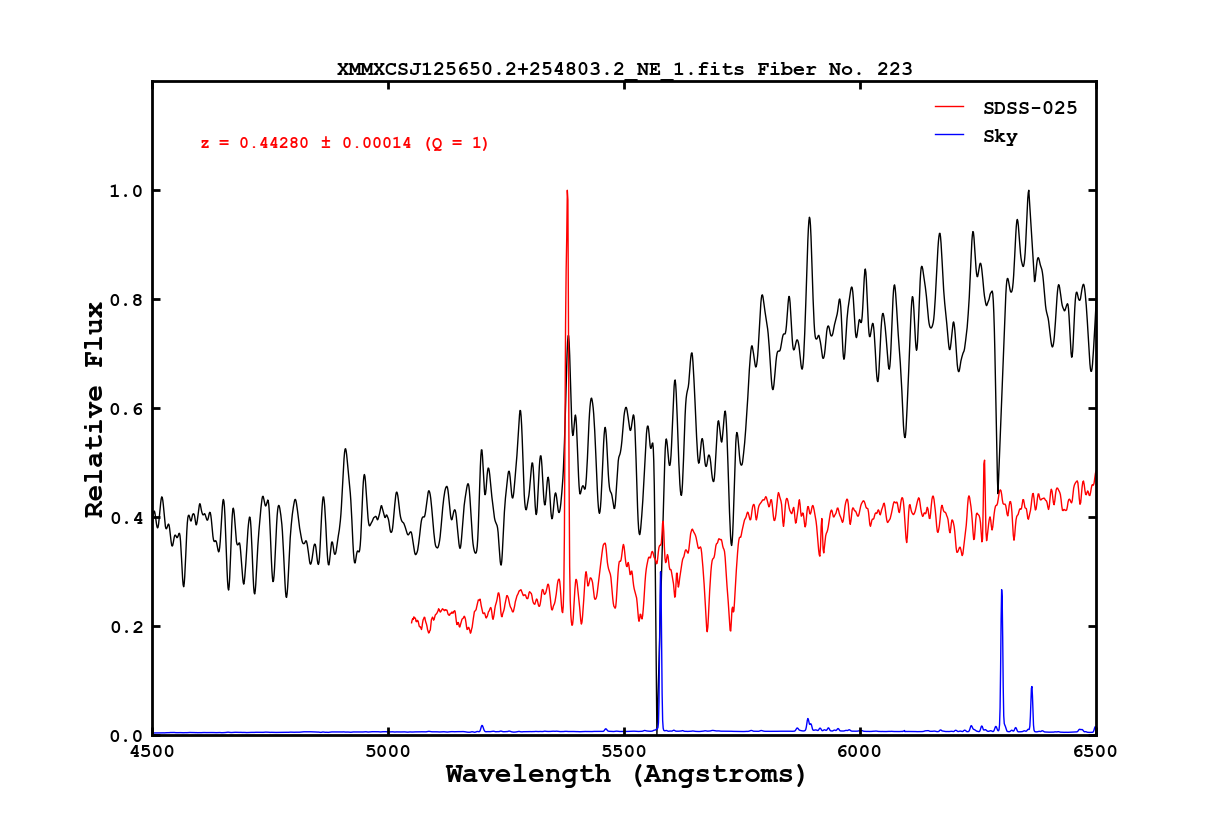 XMMXCSJ125650.2+254803.2_NE_1.fits Fiber No. 223
SDSS-025
Sky
z = 0.44280 ± 0.00014 (Q = 1)
1.0
0.8
0.6
0.4
0.2
0.0
Relative Flux
4500 5000 5500 6000 6500
Wavelength (Angstroms)